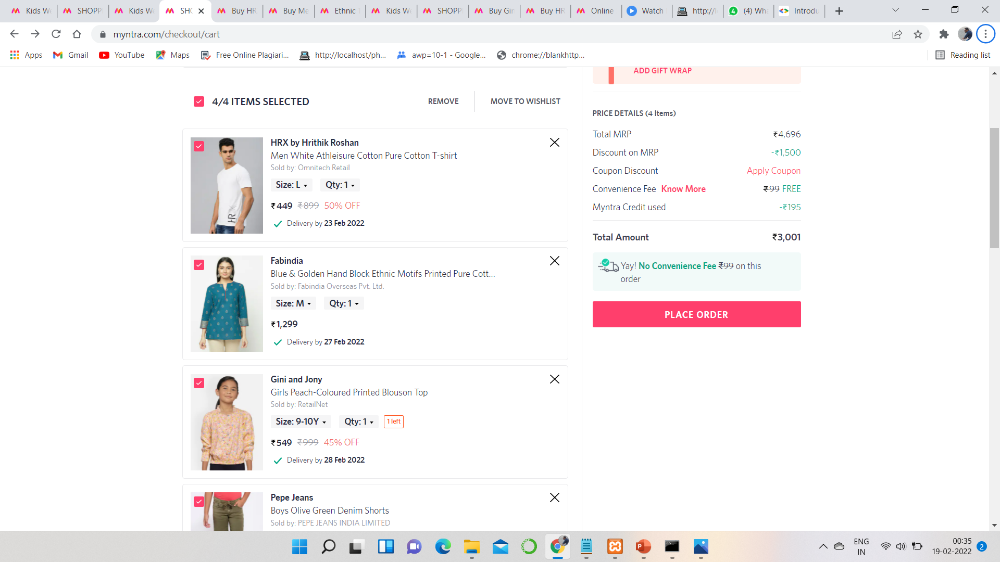 Kids We
SHOPPI
Kids We
SHO
Buy HR
Buy Me
Ethnic T
Kids We
SHOPPI
Buy Gin
Buy HR
Online
Watch
http://l
(4) Wha
Introdu
myntra.com/checkout/cart
Apps
Gmail
YouTube
Maps
Free Online Plagiari...
http://localhost/ph...
awp=10-1 - Google...
chrome://blankhttp...
Reading list
ADD GIFT WRAP
4/4 ITEMS SELECTED
REMOVE
MOVE TO WISHLIST
HRX by Hrithik Roshan
Men White Athleisure Cotton Pure Cotton T-shirt
Sold by: Omnitech Retail
Size: L Qty: 1
₹449 ₹899 50% OFF
Delivery by 23 Feb 2022
HR
Fabindia
Blue & Golden Hand Block Ethnic Motifs Printed Pure Cott...
Sold by: Fabindia Overseas Pvt. Ltd.
Size: M Qty: 1
₹1,299
Delivery by 27 Feb 2022
Gini and Jony
Girls Peach-Coloured Printed Blouson Top
Sold by: RetailNet
Size: 9-10Y Qty: 1 1 left
₹549 ₹999 45% OFF
Delivery by 28 Feb 2022
Pepe Jeans
Boys Olive Green Denim Shorts
Sold by: PEPE JEANS INDIA LIMITED
PRICE DETAILS (4 Items)
Total MRP ₹4,696
Discount on MRP -₹1,500
Coupon Discount Apply Coupon
Convenience Fee Know More ₹99 FREE
Myntra Credit used -₹195
Total Amount ₹3,001
Yay! No Convenience Fee ₹99 on this
order
PLACE ORDER
ENG
IN
00:35
19-02-2022
2